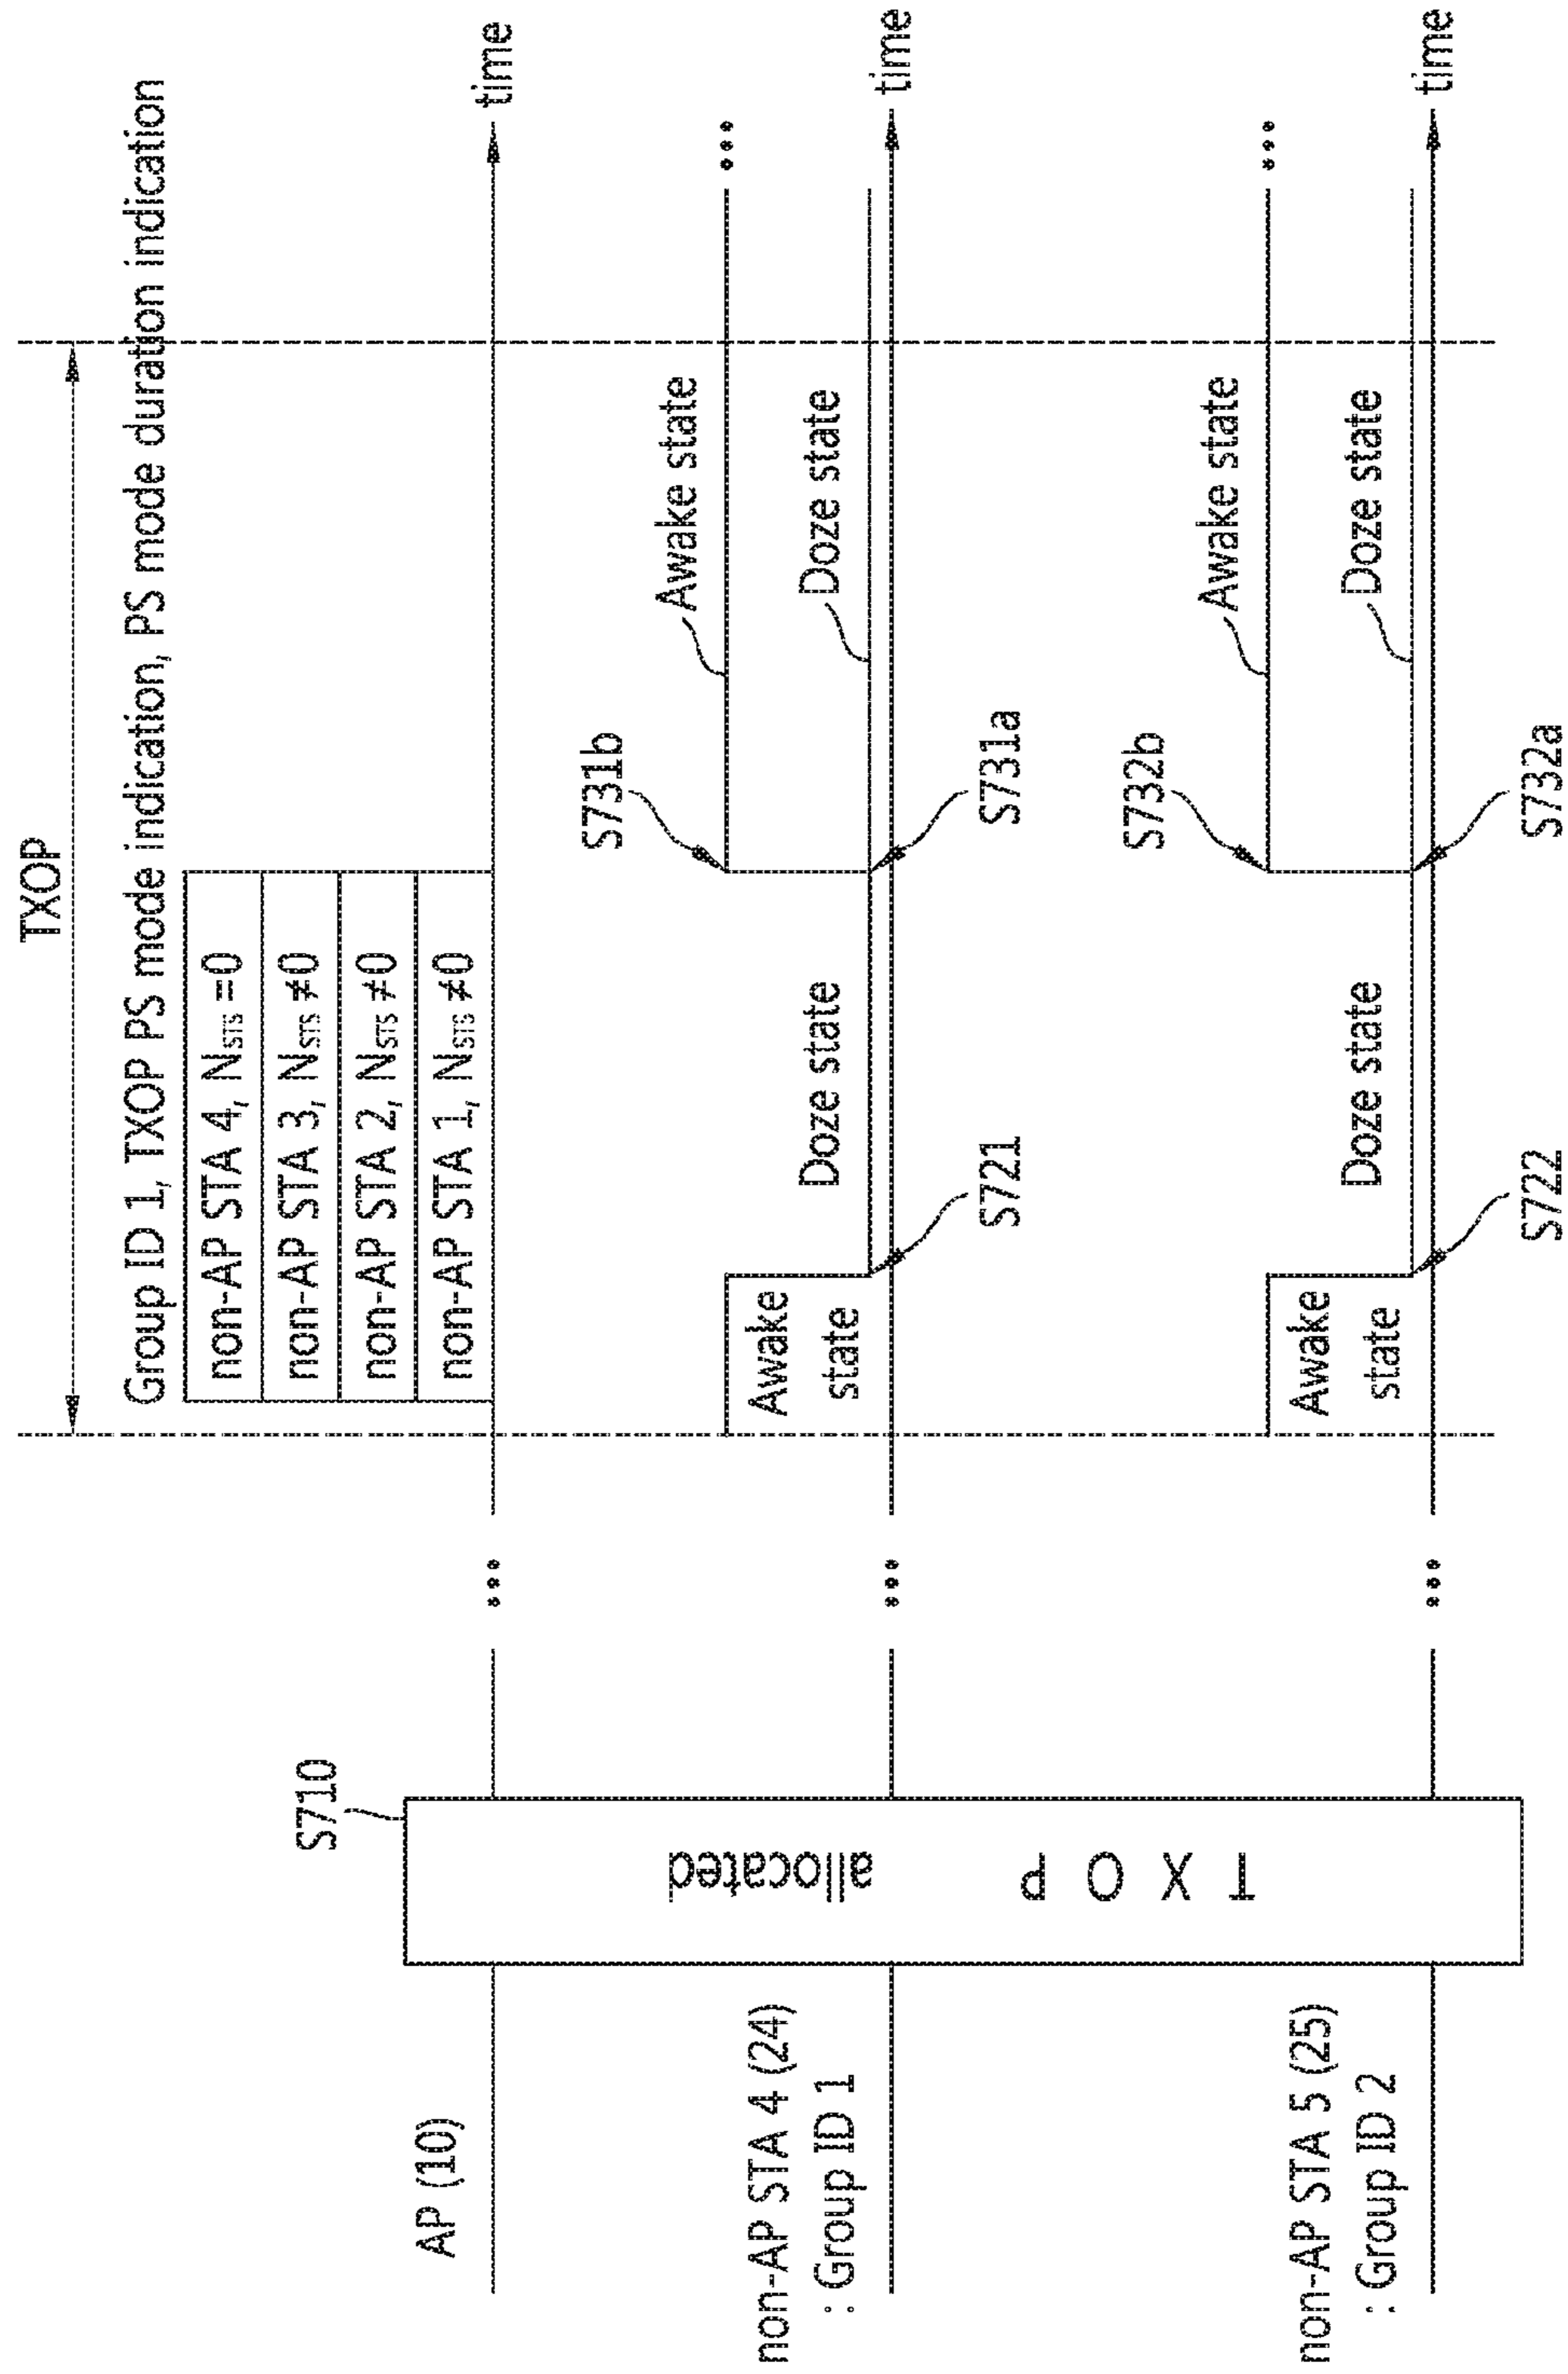 TXOP
Group ID 1, TXOP PS mode indication, PS mode duration indication
non-AP STA 4, NSTS =0
non-AP STA 3, NSTS ≠0
non-AP STA 2, NSTS ≠0
non-AP STA 1, NSTS ≠0
S710
AP (10)
...
time
TXOP
allocated
S731b
Awake state
...
Awake
state
Doze state
Doze state
non-AP STA 4 (24)
: Group ID 1
...
time
S721
S731a
S732b
Awake state
...
Awake
state
Doze state
Doze state
non-AP STA 5 (25)
: Group ID 2
...
time
S722
S732a